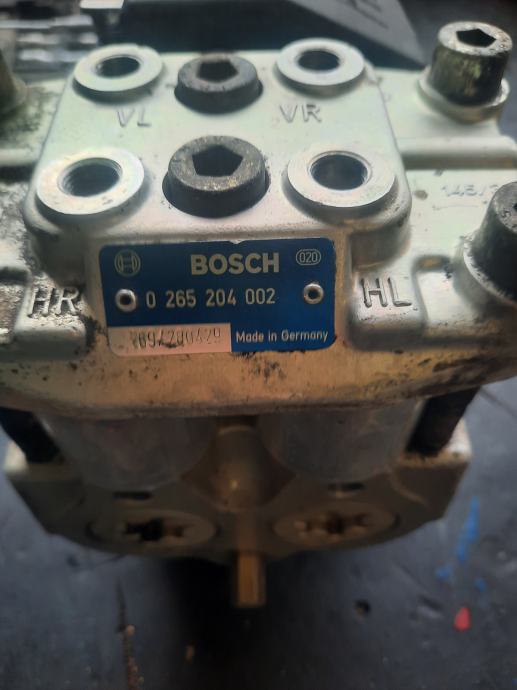 VL VR
BOSCH 020
HR 0 265 204 002 HL
Made in Germany